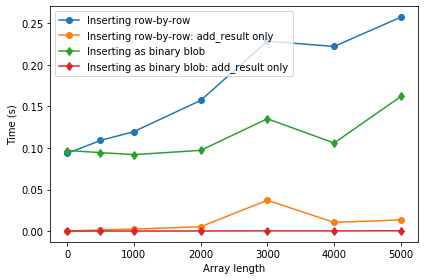 0.25
0.20
0.15
0.10
0.05
0.00
Time (s)
Inserting row-by-row
Inserting row-by-row: add_result only
Inserting as binary blob
Inserting as binary blob: add_result only
0 1000 2000 3000 4000 5000
Array length